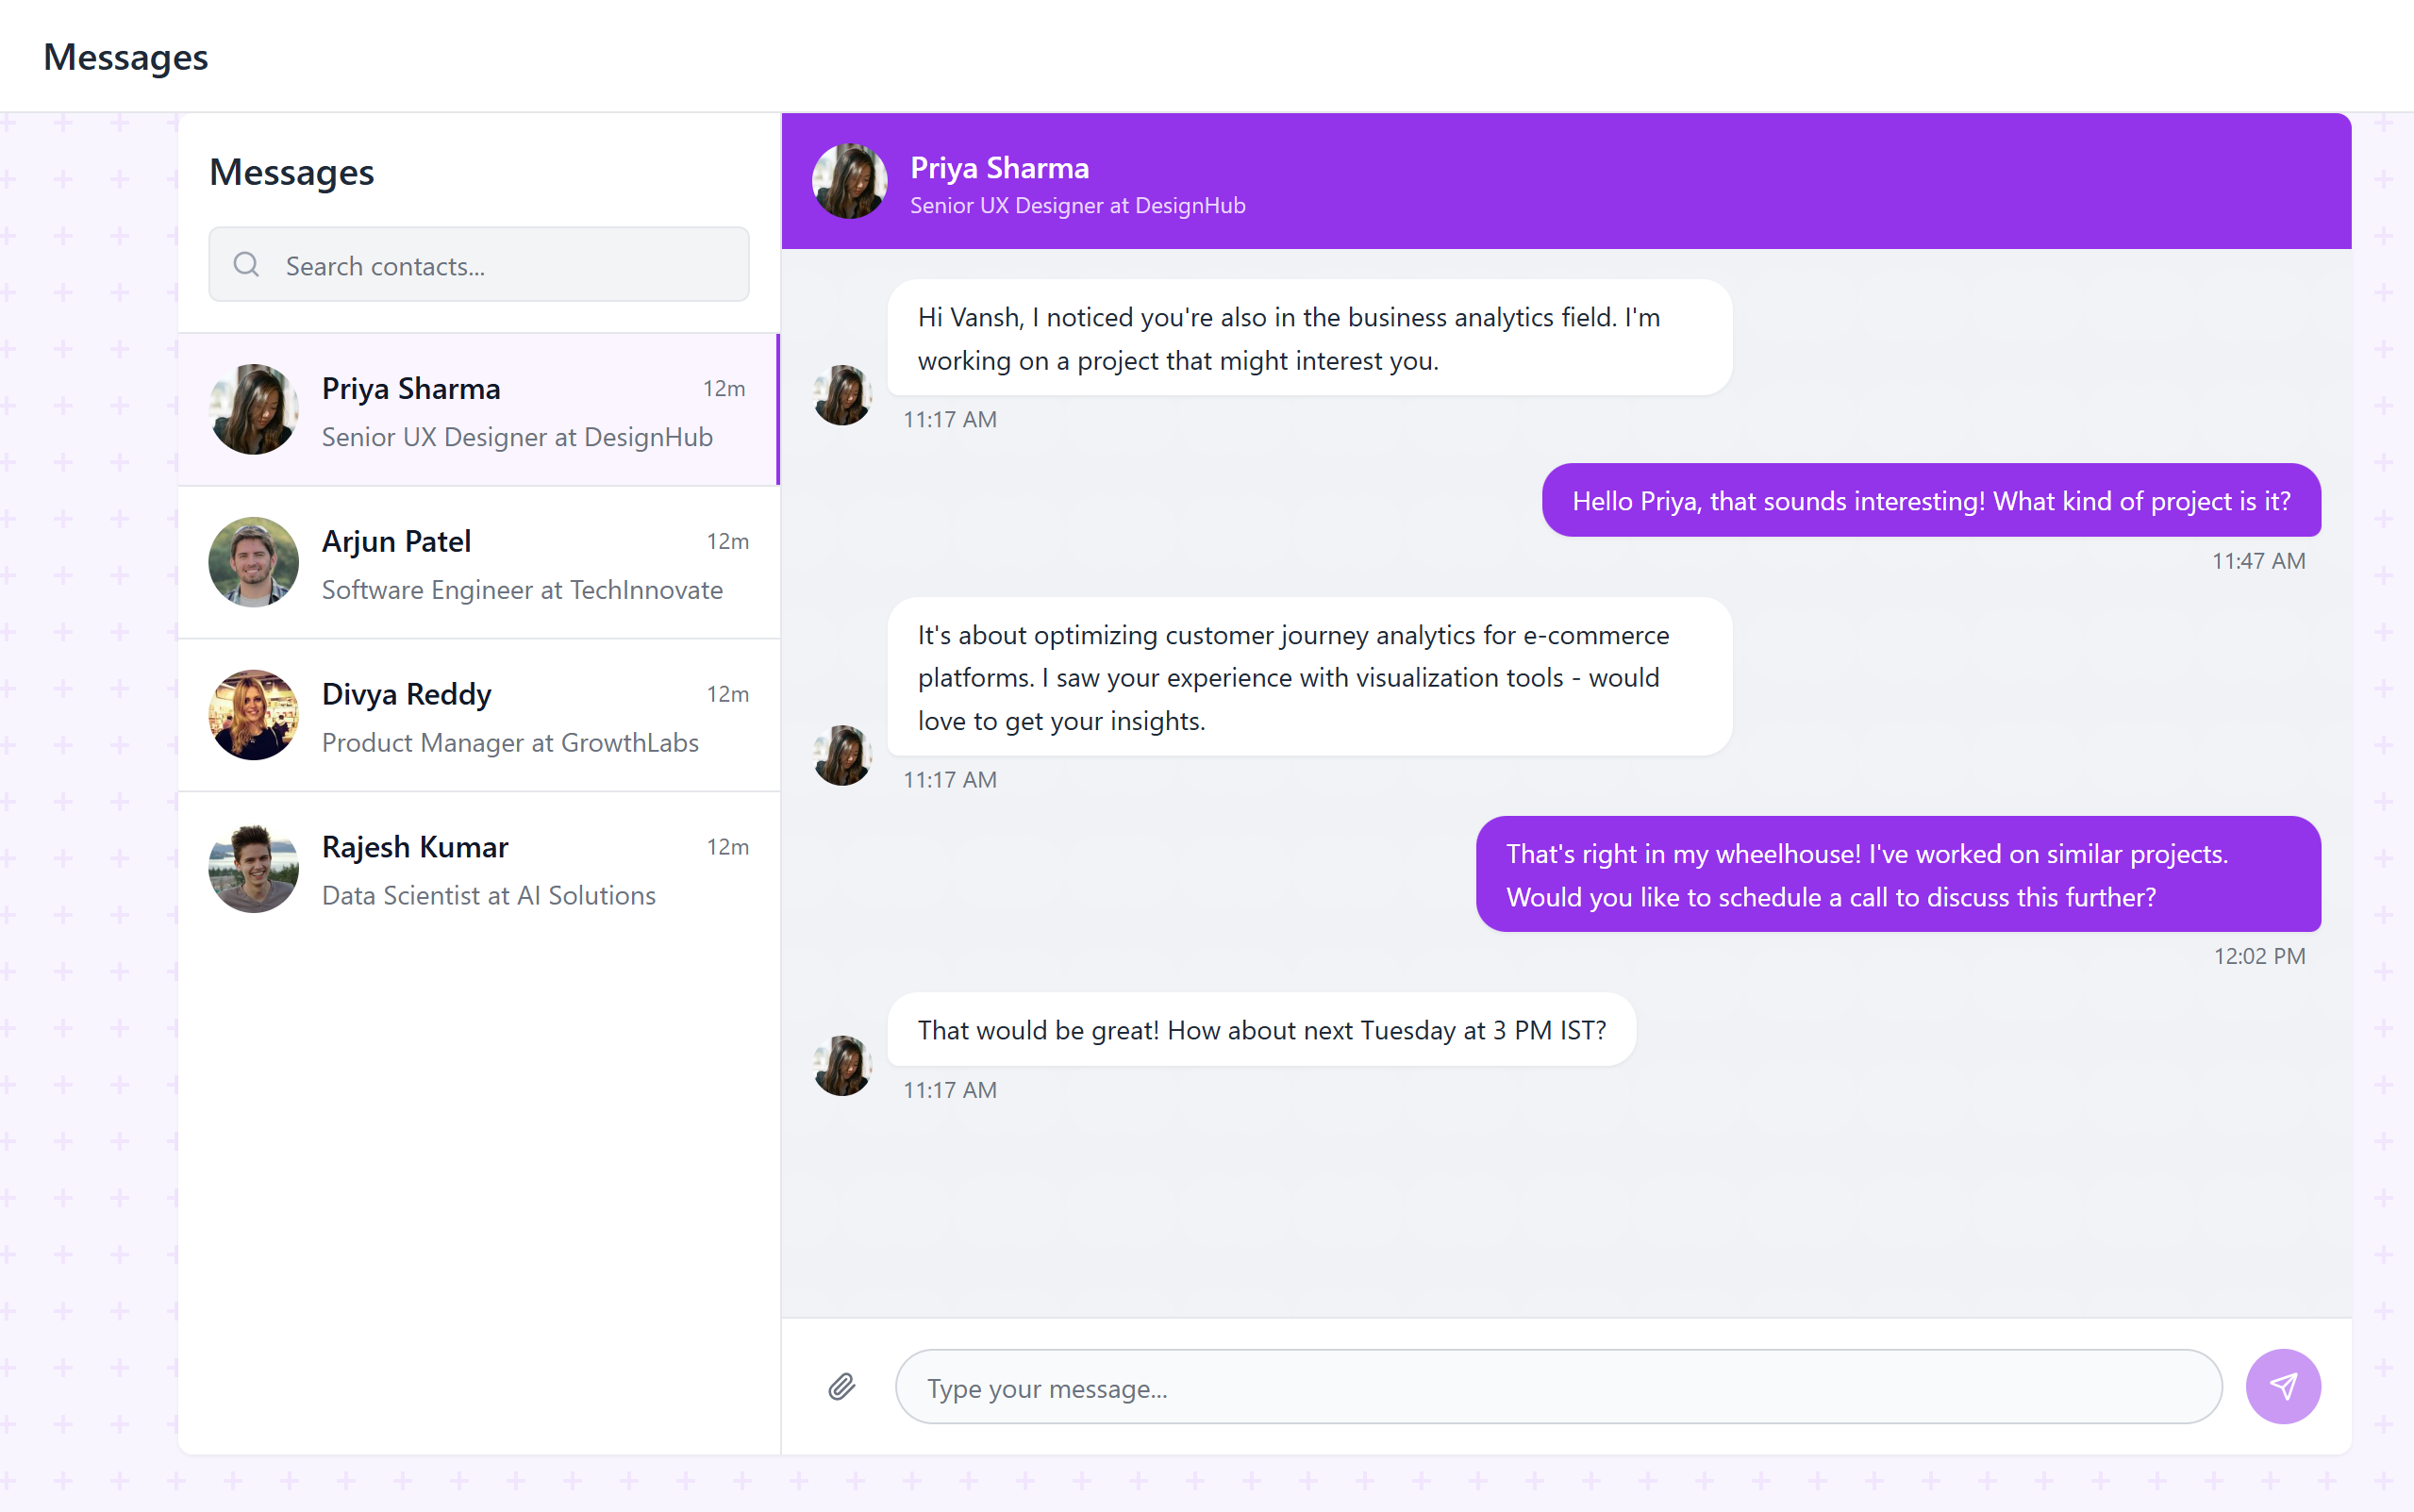 Messages
Messages
Search contacts...
Priya Sharma
12m
Senior UX Designer at DesignHub
Arjun Patel
12m
Software Engineer at TechInnovate
Divya Reddy
12m
Product Manager at GrowthLabs
Rajesh Kumar
12m
Data Scientist at AI Solutions
Priya Sharma
Senior UX Designer at DesignHub
Hi Vansh, I noticed you're also in the business analytics field. I'm
working on a project that might interest you.
11:17 AM
Hello Priya, that sounds interesting! What kind of project is it?
11:47 AM
It's about optimizing customer journey analytics for e-commerce
platforms. I saw your experience with visualization tools - would
love to get your insights.
11:17 AM
That's right in my wheelhouse! I've worked on similar projects.
Would you like to schedule a call to discuss this further?
12:02 PM
That would be great! How about next Tuesday at 3 PM IST?
11:17 AM
Type your message...